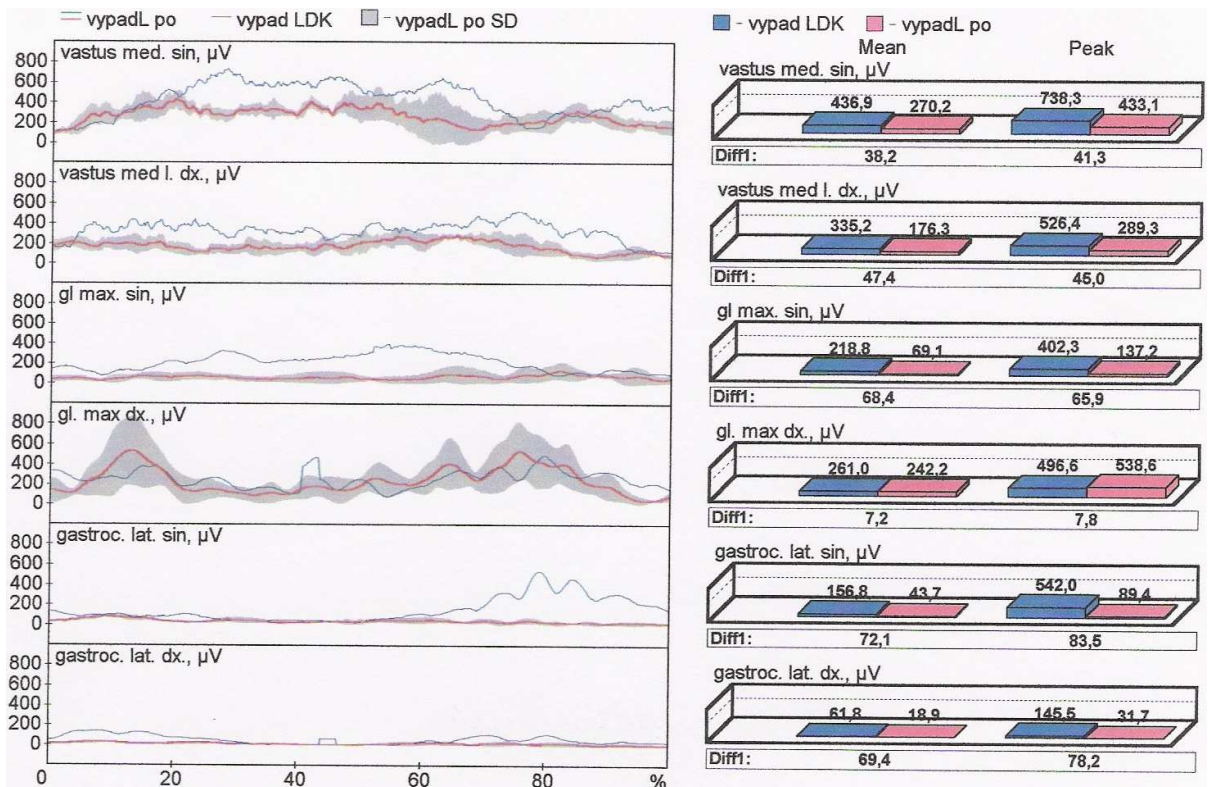 vypadL po vypad LDK - vypadL po SD
800 vastus med. sin, µV
600
400
200
0
800 vastus med l. dx., µV
600
400
200
0
800 gl max. sin, µV
600
400
200
0
800 gl. max dx., µV
600
400
200
0
800 gastroc. lat. sin, µV
600
400
200
0
800 gastroc. lat. dx., µV
600
400
200
0
0 20 40 60 80 %
- vypad LDK - vypadL po
Mean Peak
vastus med. sin, µV
436,9 270,2 738,3 433,1
Diff1: 38,2 41,3
vastus med l. dx., µV
335,2 176,3 526,4 289,3
Diff1: 47,4 45,0
gl max. sin, µV
218,8 69,1 402,3 137,2
Diff1: 68,4 65,9
gl. max dx., µV
261,0 242,2 496,6 538,6
Diff1: 7,2 7,8
gastroc. lat. sin, µV
156,8 43,7 542,0 89,4
Diff1: 72,1 83,5
gastroc. lat. dx., µV
61,8 18,9 145,5 31,7
Diff1: 69,4 78,2